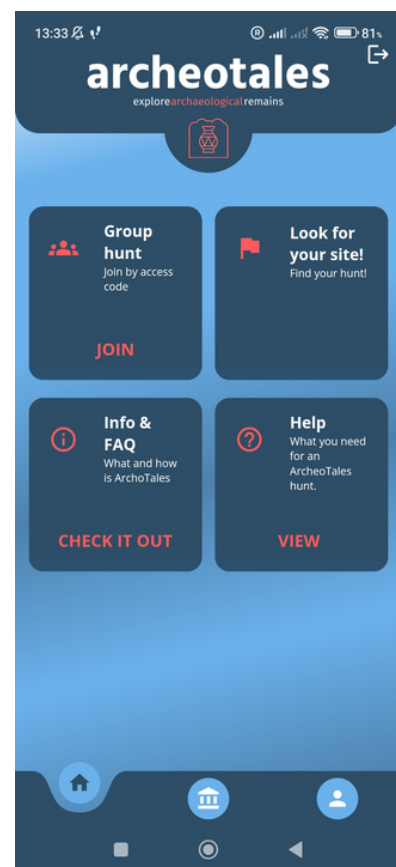 13:33
81%
archeotales
explorearchaeologicalremains
Group
hunt
Join by access
code
JOIN
Look for
your site!
Find your hunt!
Info &
FAQ
What and how
is ArchoTales
CHECK IT OUT
Help
What you need
for an
ArcheoTales
hunt.
VIEW